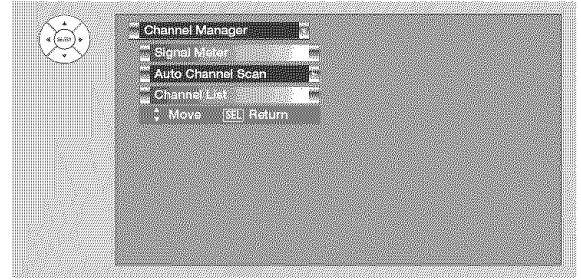 Channel Manager
Signal Meter
Auto Channel Scan
Channel List
Move SEL Return